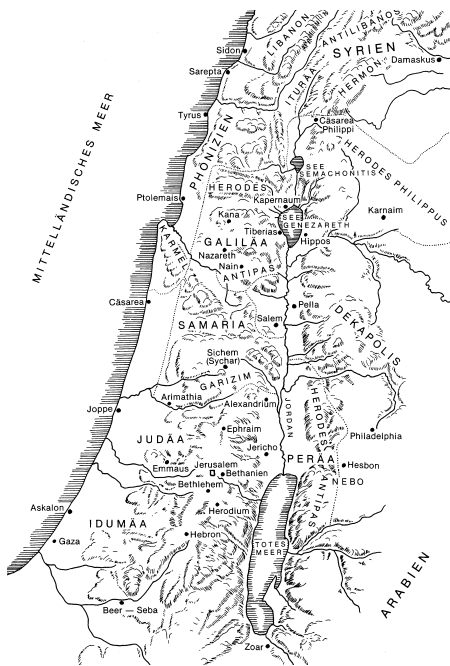 LIBANON
ANTILIBANOS
SYRIEN
Sidon
Damaskus
Sarepta
ITURÄA
HERMON
Tyrus
Cäsarea
Philippi
MITTELLÄNDISCHES MEER
PHÖNIZIEN
SEE
SEMACHONITIS
HERODES PHILIPPUS
HERODES
Ptolemais
Kapernaum
Kana
SEE
GENEZARETH
Karnaim
Tiberias
KARMEL
GALILÄA
Hippos
Nazareth
Nain
ANTIPAS
Cäsarea
Pella
DEKAPOLIS
SAMARIA
Salem
Sichem
(Sychar)
GARIZIM
Arimathia
Alexandrium
JORDAN
HERODES
Joppe
Ephraim
Philadelphia
JUDÄA
Jericho
PERÄA
Emmaus
Jerusalem
Bethanien
Hesbon
Bethlehem
NEBO
ANTIPAS
Askalon
Herodium
IDUMÄA
Hebron
Gaza
TOTES
MEER
ARABIEN
Beer — Seba
Zoar